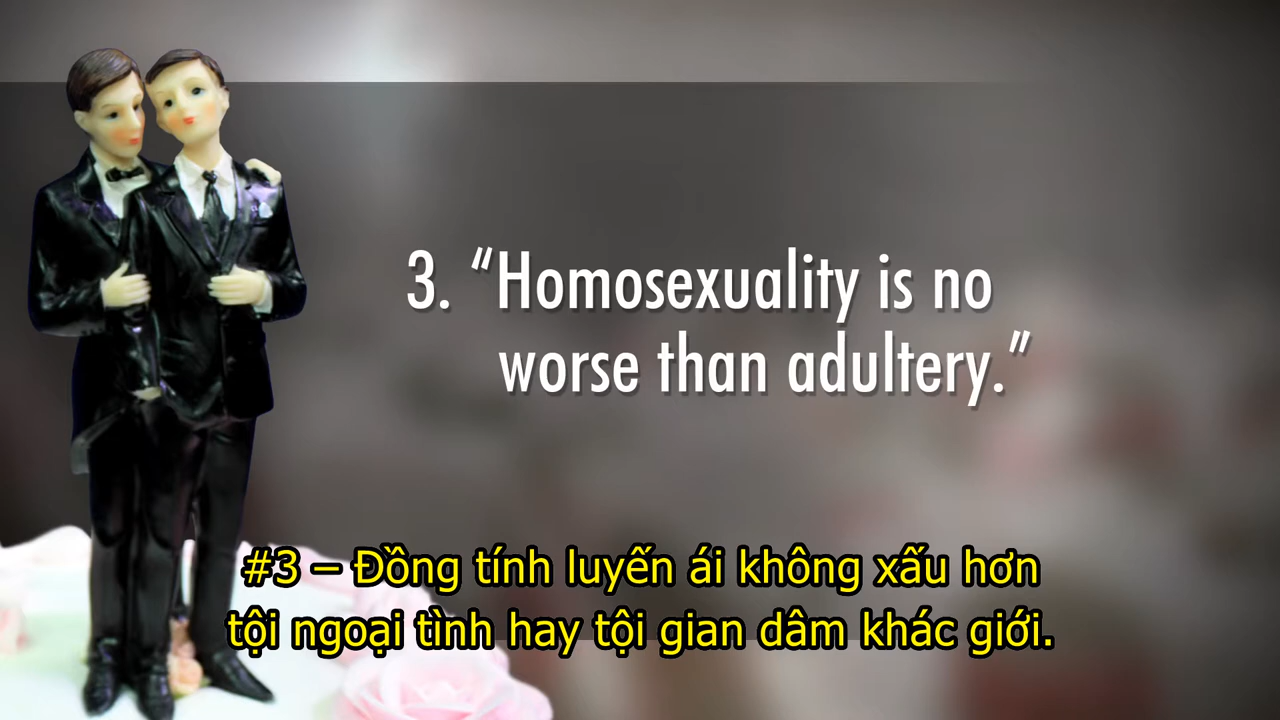 3. “Homosexuality is no
worse than adultery.”
#3 – Đồng tính luyến ái không xấu hơn
tội ngoại tình hay tội gian dâm khác giới.